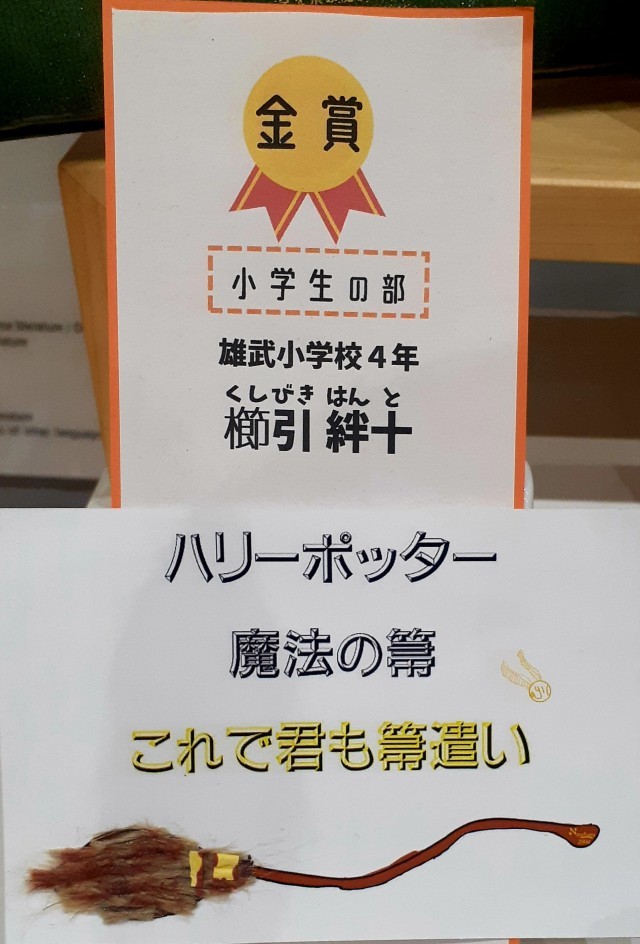 金賞
小学生の部
雄武小学校4年
くしびき はんと
櫛引 絆十
ハリーポッター
魔法の箒
これで君も箒遣い